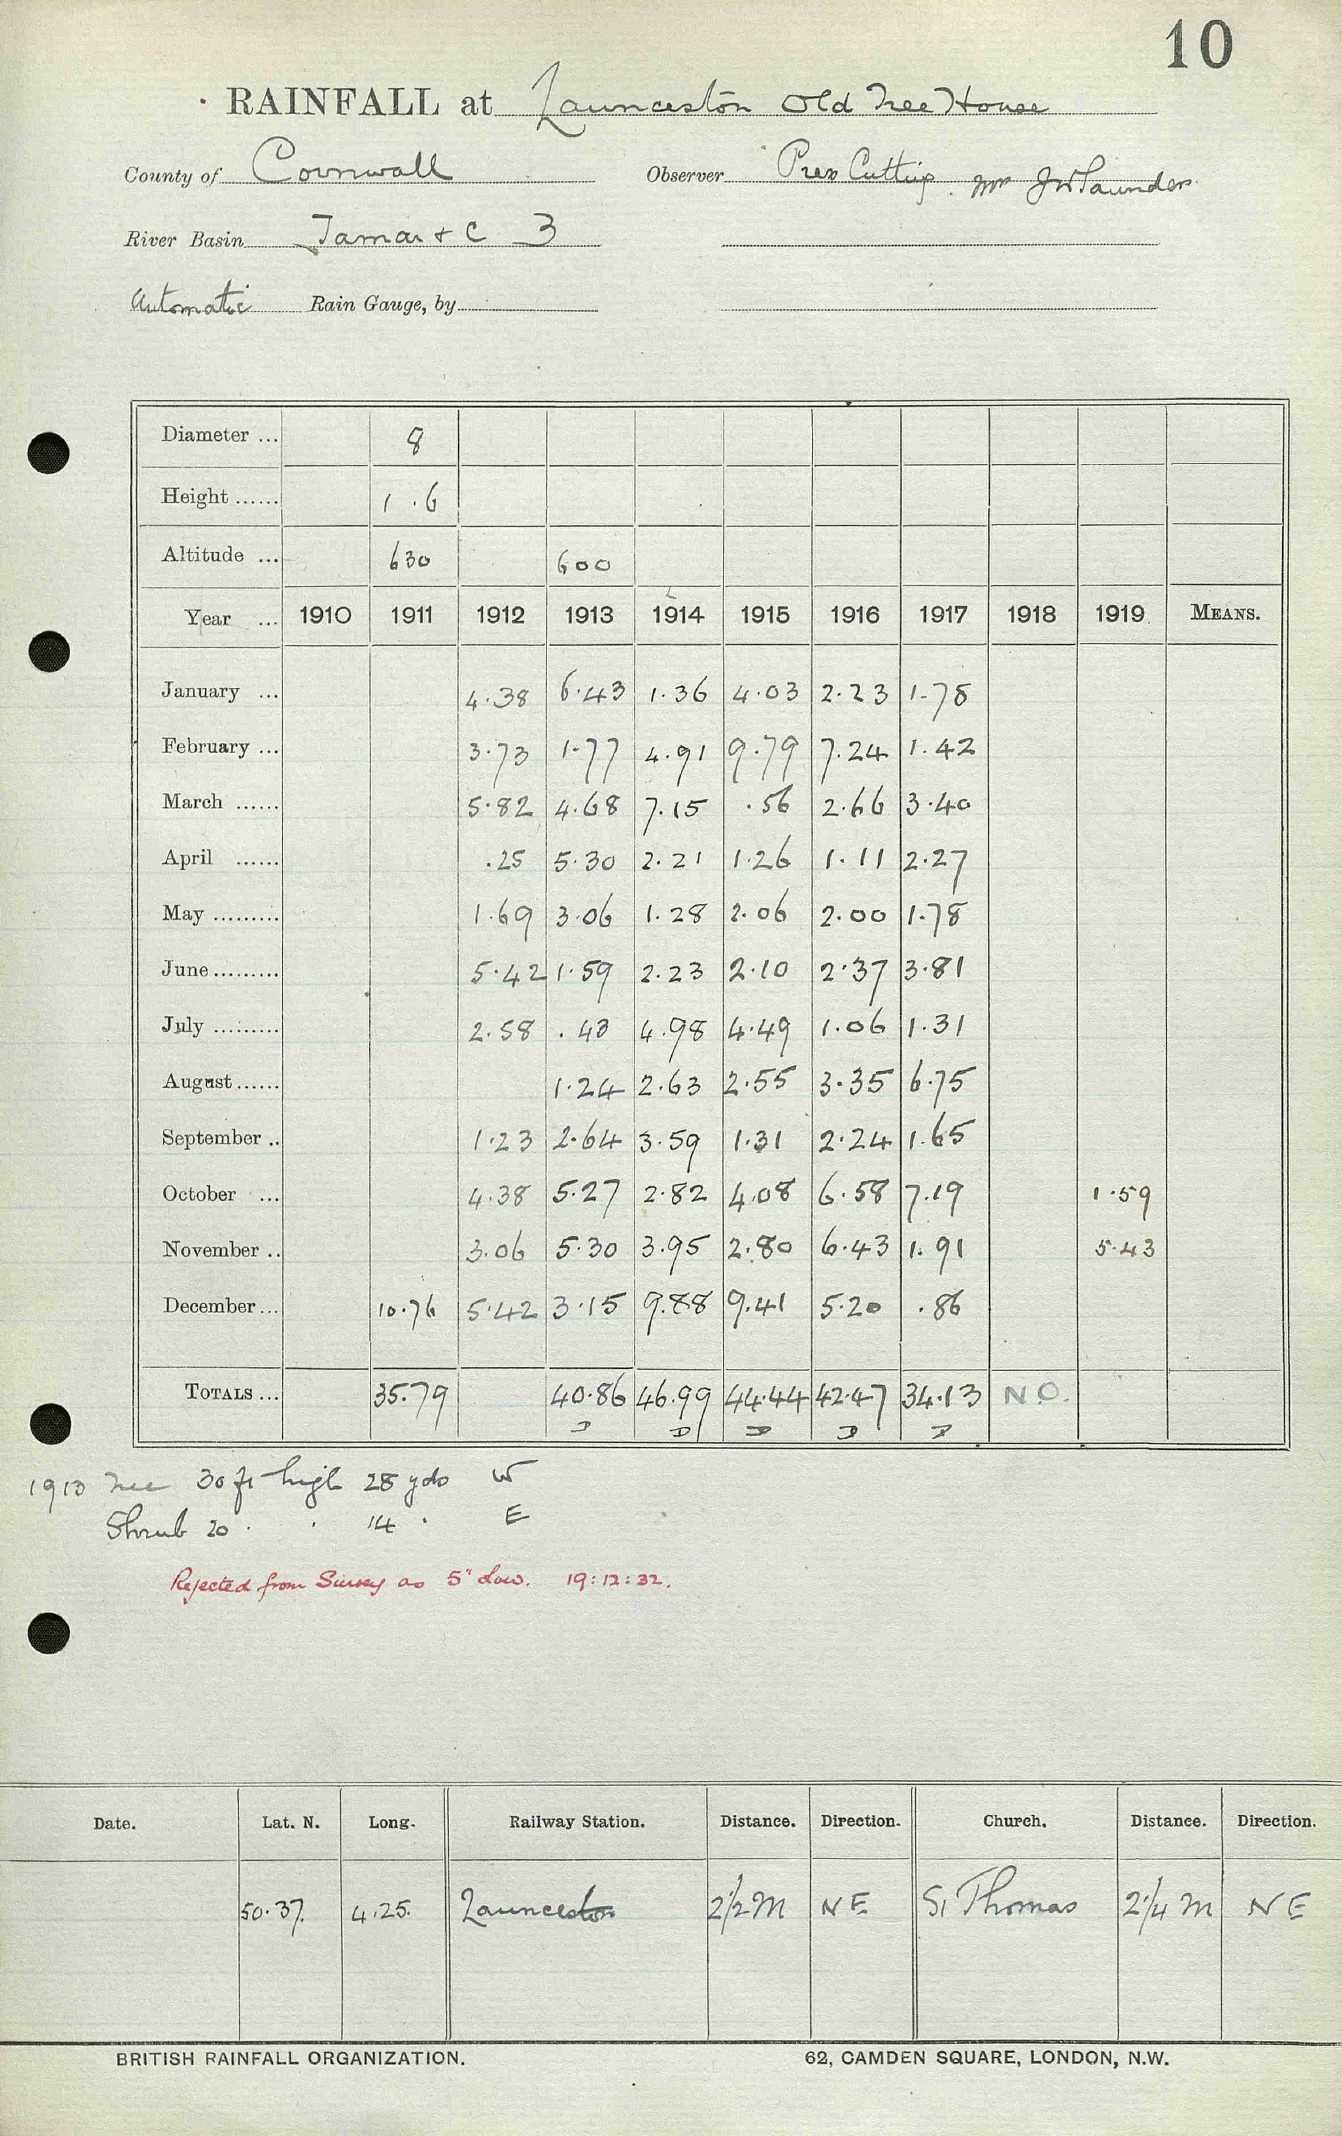 10
RAINFALL at Launceston Old Tree House
County of Cornwall Observer Press Cutting. Mr J W Saunders
River Basin Tamar & C 3
Automatic Rain Gauge, by
Diameter ... 8
Height ...... 1 . 6
Altitude ... 630 600
Year ... 1910 1911 1912 1913 1914 1915 1916 1917 1918 1919 MEANS.
January ... 4.38 6.43 1.36 4.03 2.23 1.78
February ... 3.73 1.77 4.91 9.79 7.24 1.42
March ...... 5.82 4.68 7.15 .56 2.66 3.40
April ...... .25 5.30 2.21 1.26 1.11 2.27
May ......... 1.69 3.06 1.28 2.06 2.00 1.78
June ......... 5.42 1.59 2.23 2.10 2.37 3.81
July ......... 2.58 .43 4.98 4.49 1.06 1.31
August ...... 1.24 2.63 2.55 3.35 6.75
September .. 1.23 2.64 3.59 1.31 2.24 1.65
October ... 4.38 5.27 2.82 4.08 6.58 7.19 1.59
November .. 3.06 5.30 3.95 2.80 6.43 1.91 5.43
December ... 10.76 5.42 3.15 9.88 9.41 5.20 .86
TOTALS ... 35.79 40.86 46.99 44.44 42.47 34.13 N.O.
D D D D D
1913 Tree 30 ft high 28 yds W
Shrub 20 . . 14 . E
Rejected from Survey as 5" low. 19:12:32.
Date. Lat. N. Long. Railway Station. Distance. Direction. Church. Distance. Direction.
50.37. 4.25. Launceston 2 1/2 M NE St Thomas 2 1/4 M NE
BRITISH RAINFALL ORGANIZATION. 62, CAMDEN SQUARE, LONDON, N.W.